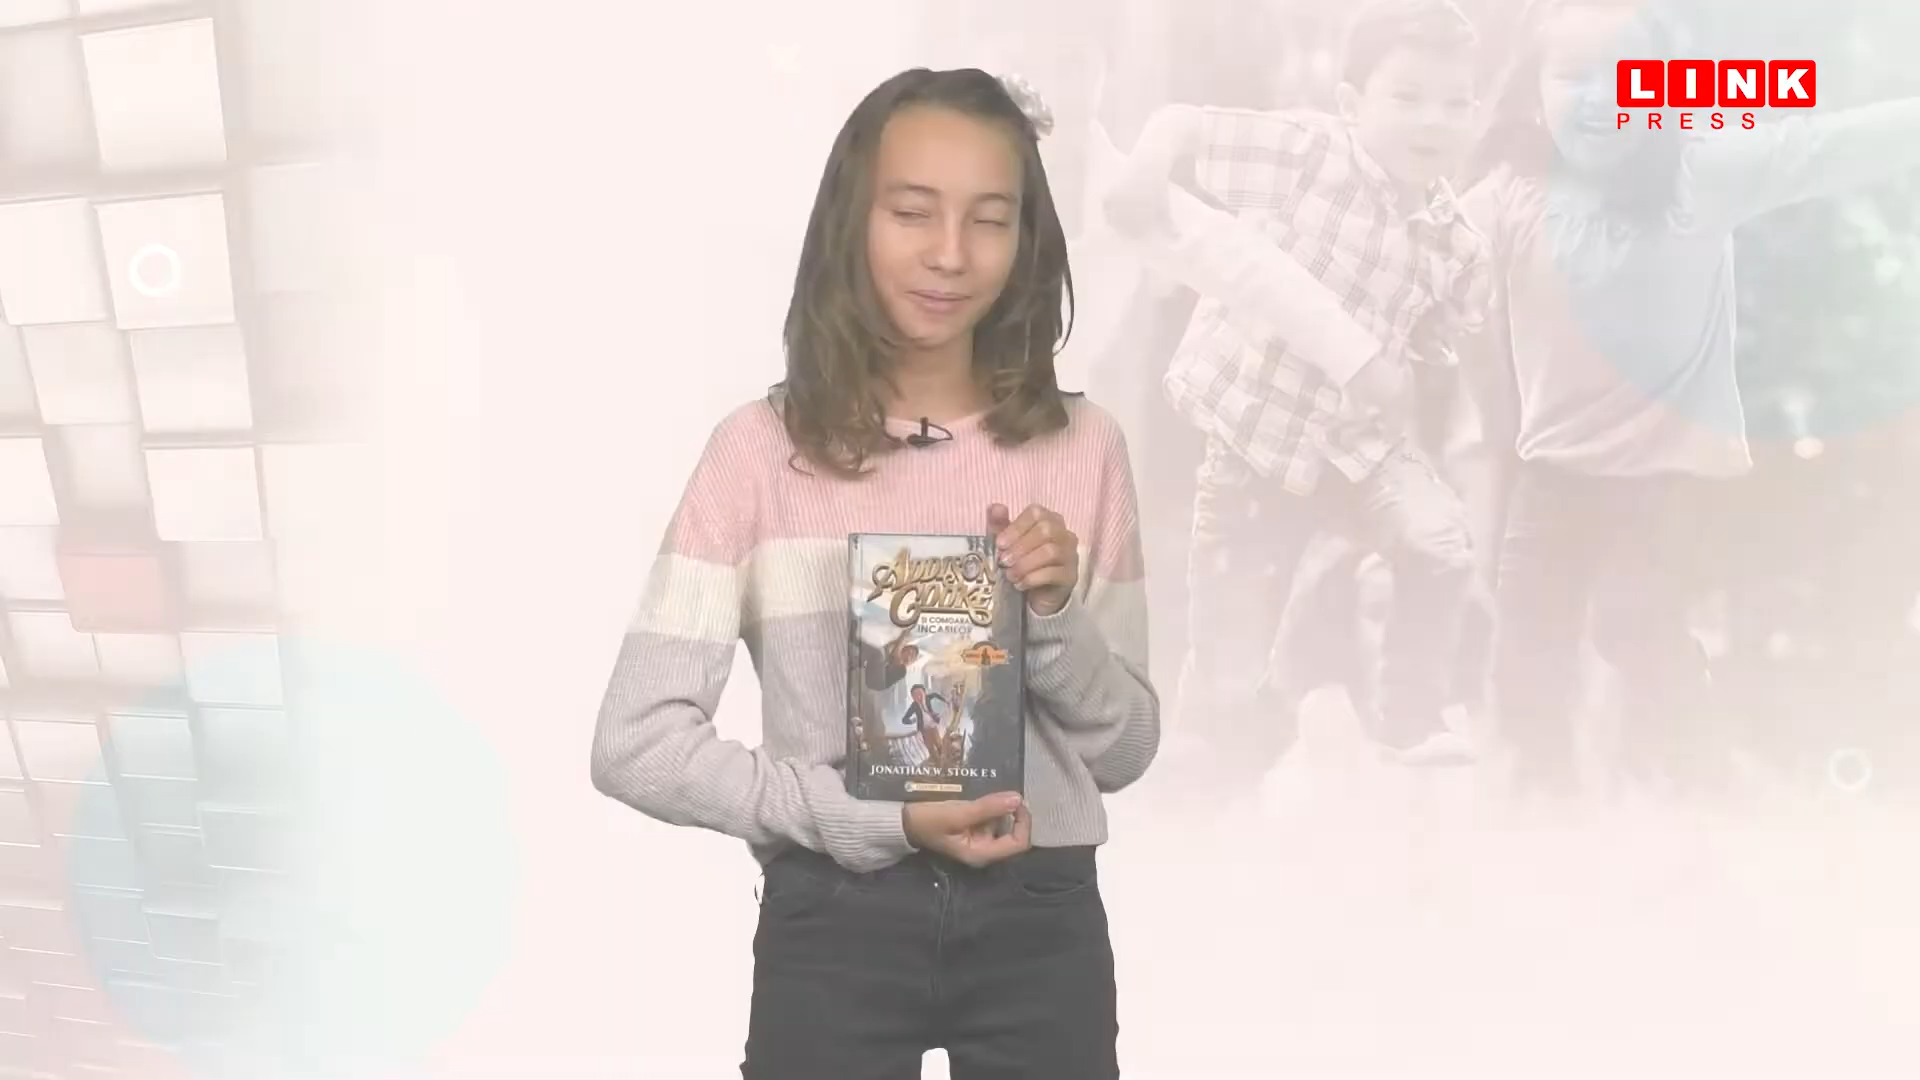 LINK
PRESS
ADDISON
COOKE
ȘI COMOARA
INCAȘILOR
JONATHAN W. STOKES